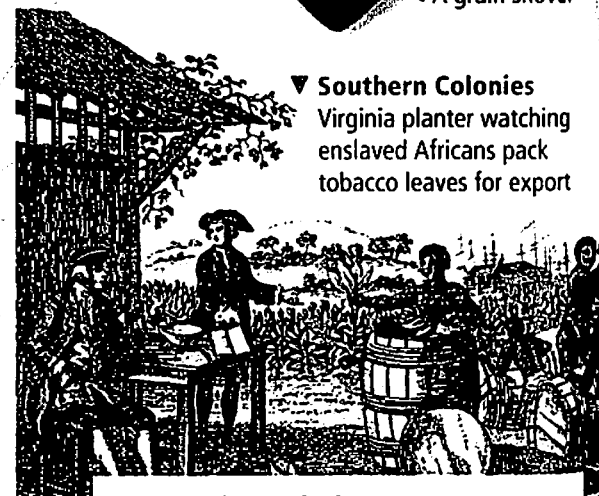 A grain shovel
▼ Southern Colonies
Virginia planter watching
enslaved Africans pack
tobacco leaves for export